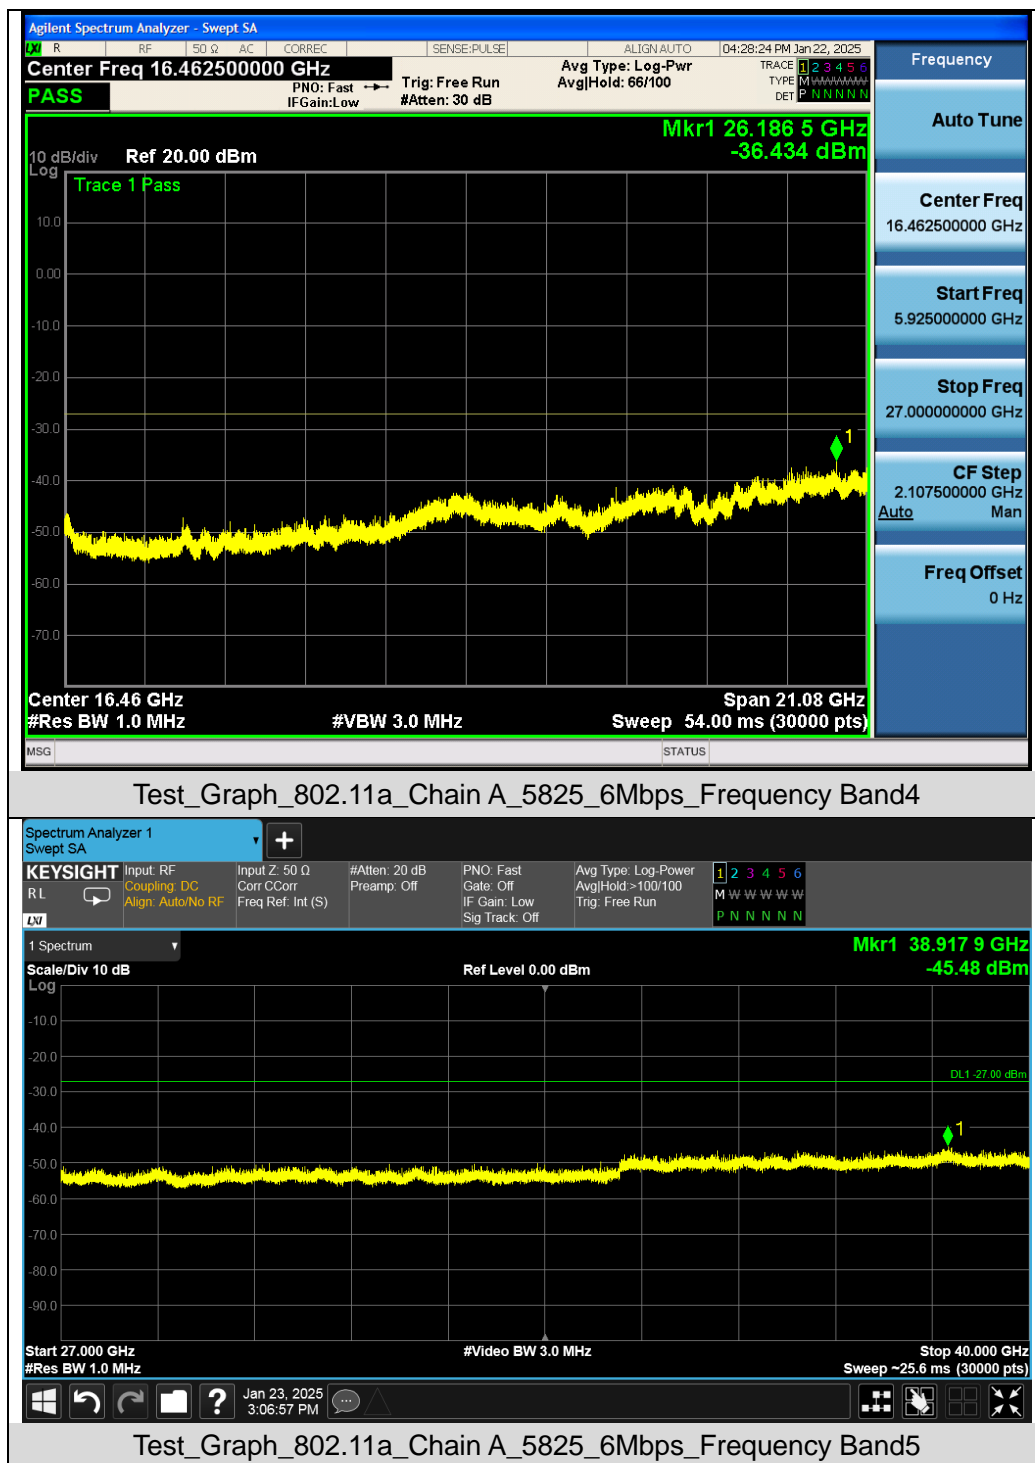 Agilent Spectrum Analyzer - Swept SA
LXI R RF 50 Ω AC CORREC SENSE:PULSE ALIGN AUTO 04:28:24 PM Jan 22, 2025
Center Freq 16.462500000 GHz
PASS
PNO: Fast
IFGain:Low
Trig: Free Run
#Atten: 30 dB
Avg Type: Log-Pwr
Avg|Hold: 66/100
TRACE 1 2 3 4 5 6
TYPE M W W W W W
DET P N N N N N
Mkr1 26.186 5 GHz
-36.434 dBm
10 dB/div Ref 20.00 dBm
Log
Trace 1 Pass
10.0
0.00
-10.0
-20.0
-30.0
-40.0
-50.0
-60.0
-70.0
1
Center 16.46 GHz Span 21.08 GHz
#Res BW 1.0 MHz #VBW 3.0 MHz Sweep 54.00 ms (30000 pts)
MSG STATUS
Frequency
Auto Tune
Center Freq
16.462500000 GHz
Start Freq
5.925000000 GHz
Stop Freq
27.000000000 GHz
CF Step
2.107500000 GHz
Auto Man
Freq Offset
0 Hz
Test_Graph_802.11a_Chain A_5825_6Mbps_Frequency Band4
Spectrum Analyzer 1
Swept SA
+
KEYSIGHT
RL
LXI
Input: RF
Coupling: DC
Align: Auto/No RF
Input Z: 50 Ω
Corr CCorr
Freq Ref: Int (S)
#Atten: 20 dB
Preamp: Off
PNO: Fast
Gate: Off
IF Gain: Low
Sig Track: Off
Avg Type: Log-Power
Avg|Hold:>100/100
Trig: Free Run
1 2 3 4 5 6
M W W W W W
P N N N N N
1 Spectrum
Scale/Div 10 dB Ref Level 0.00 dBm
Mkr1 38.917 9 GHz
-45.48 dBm
Log
-10.0
-20.0
-30.0
-40.0
-50.0
-60.0
-70.0
-80.0
-90.0
DL1 -27.00 dBm
1
Start 27.000 GHz #Video BW 3.0 MHz Stop 40.000 GHz
#Res BW 1.0 MHz Sweep ~25.6 ms (30000 pts)
?
Jan 23, 2025
3:06:57 PM
Test_Graph_802.11a_Chain A_5825_6Mbps_Frequency Band5